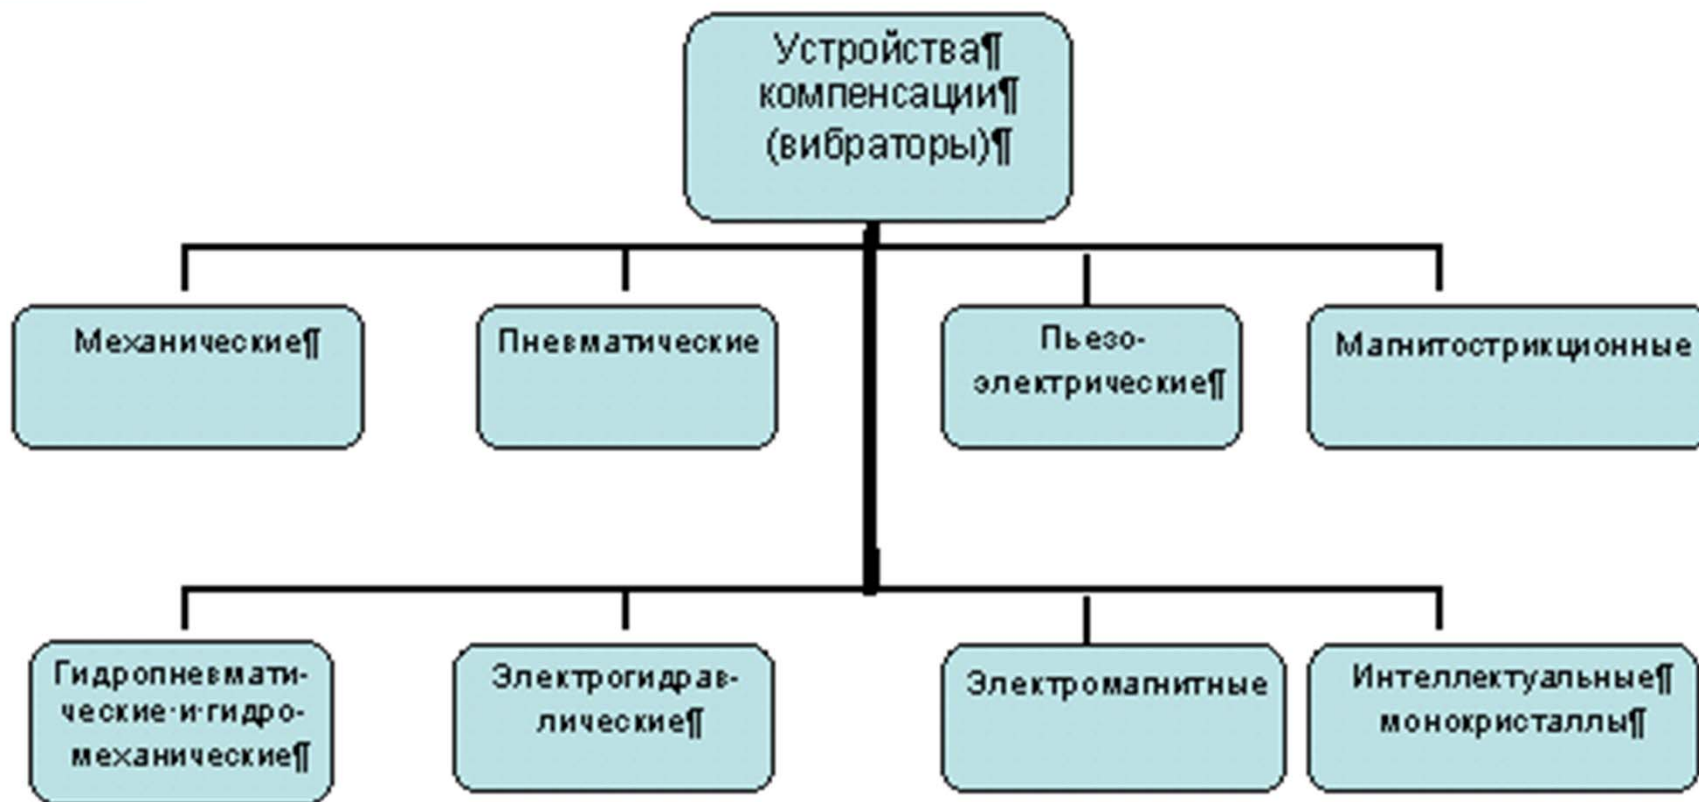 Устройства¶
компенсации¶
(вибраторы)¶
Механические¶
Пневматические
Пьезо-
электрические¶
Магнитострикционные
Гидропневмати-
ческие·и·гидро-
механические¶
Электрогидрав-
лические¶
Электромагнитные
Интеллектуальные¶
монокристаллы¶